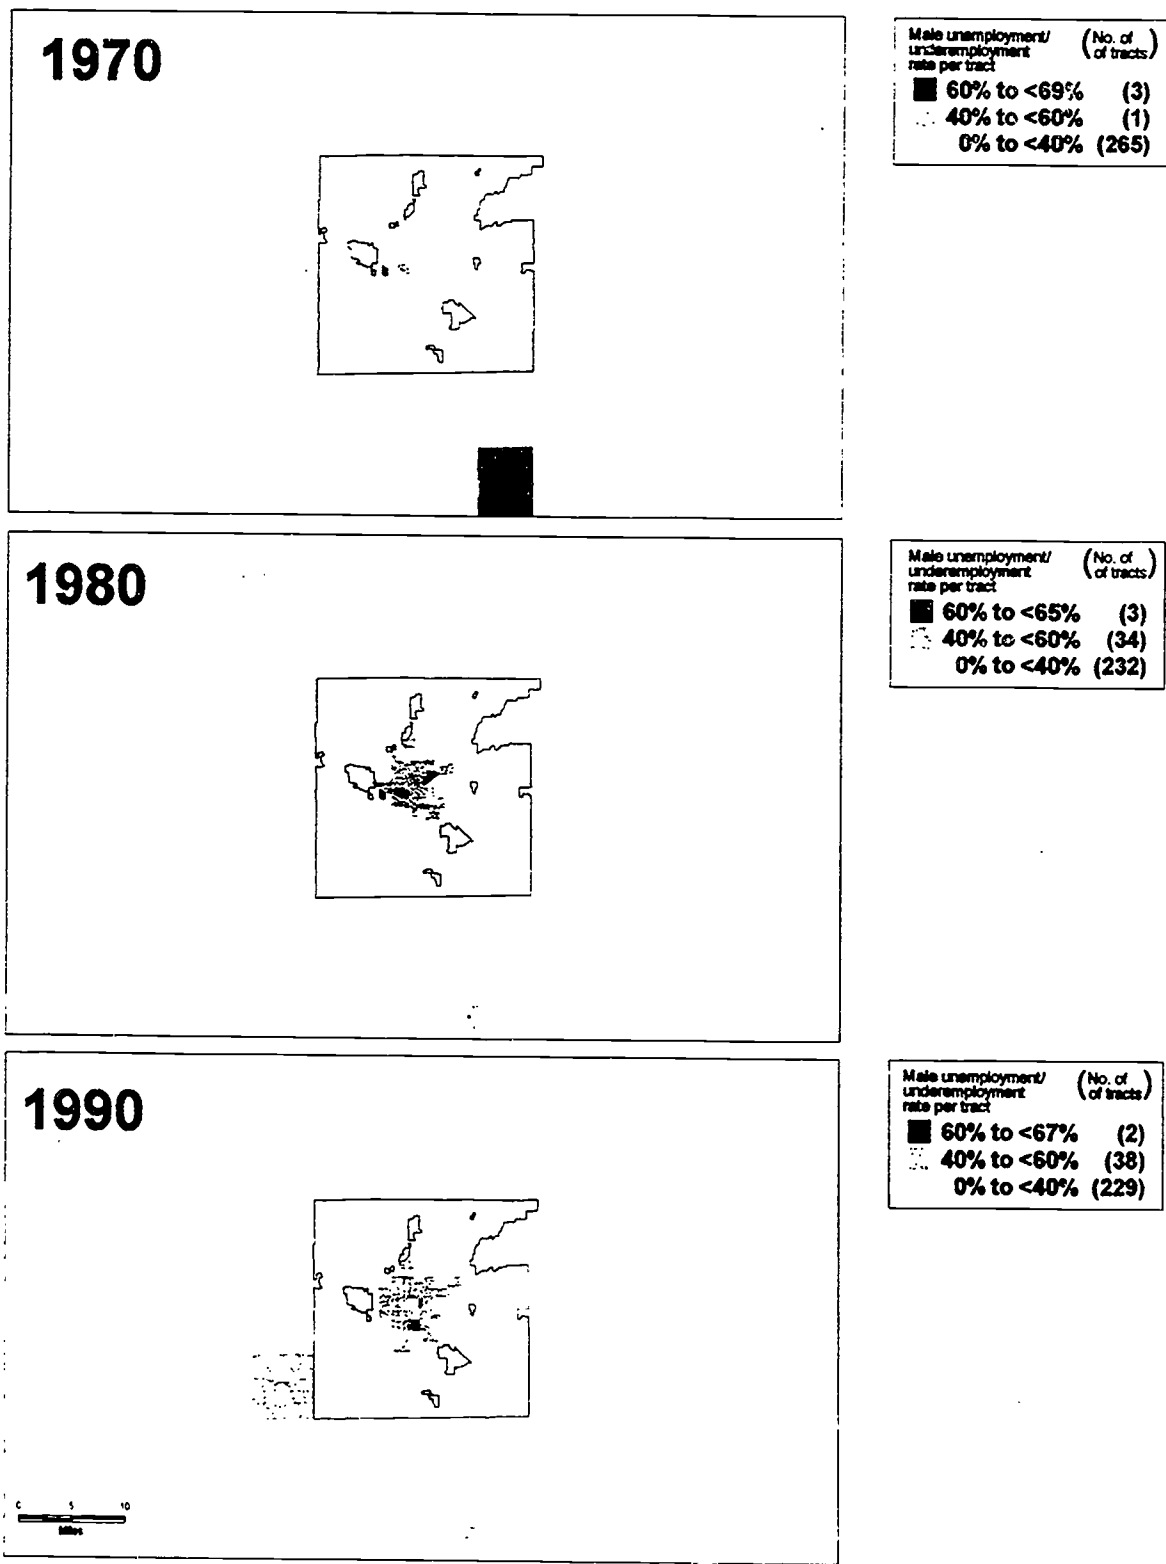 1970
Male unemployment/ (No. of
underemployment of tracts)
rate per tract
60% to <69% (3)
40% to <60% (1)
0% to <40% (265)
1980
Male unemployment/ (No. of
underemployment of tracts)
rate per tract
60% to <65% (3)
40% to <60% (34)
0% to <40% (232)
1990
Male unemployment/ (No. of
underemployment of tracts)
rate per tract
60% to <67% (2)
40% to <60% (38)
0% to <40% (229)
0 5 10
Miles